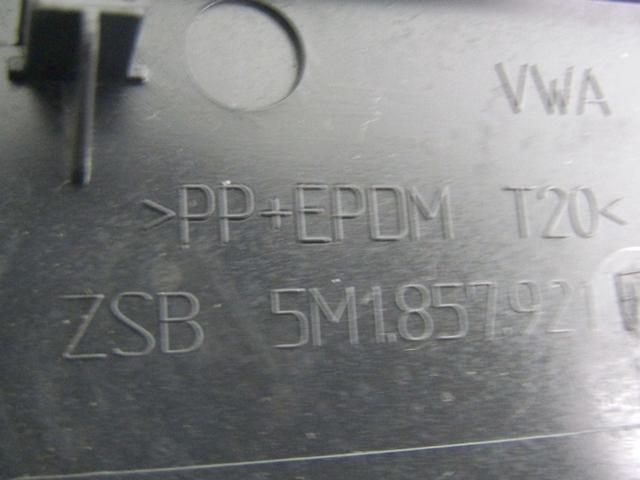 VWA
>PP+EPDM T20<
ZSB 5M1.857.921